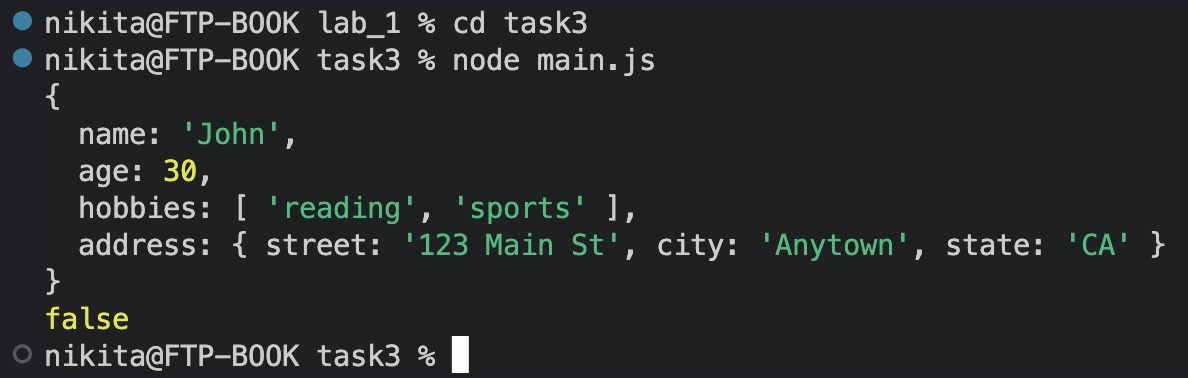 nikita@FTP-BOOK lab_1 % cd task3
nikita@FTP-BOOK task3 % node main.js
{
  name: 'John',
  age: 30,
  hobbies: [ 'reading', 'sports' ],
  address: { street: '123 Main St', city: 'Anytown', state: 'CA' }
}
false
nikita@FTP-BOOK task3 %